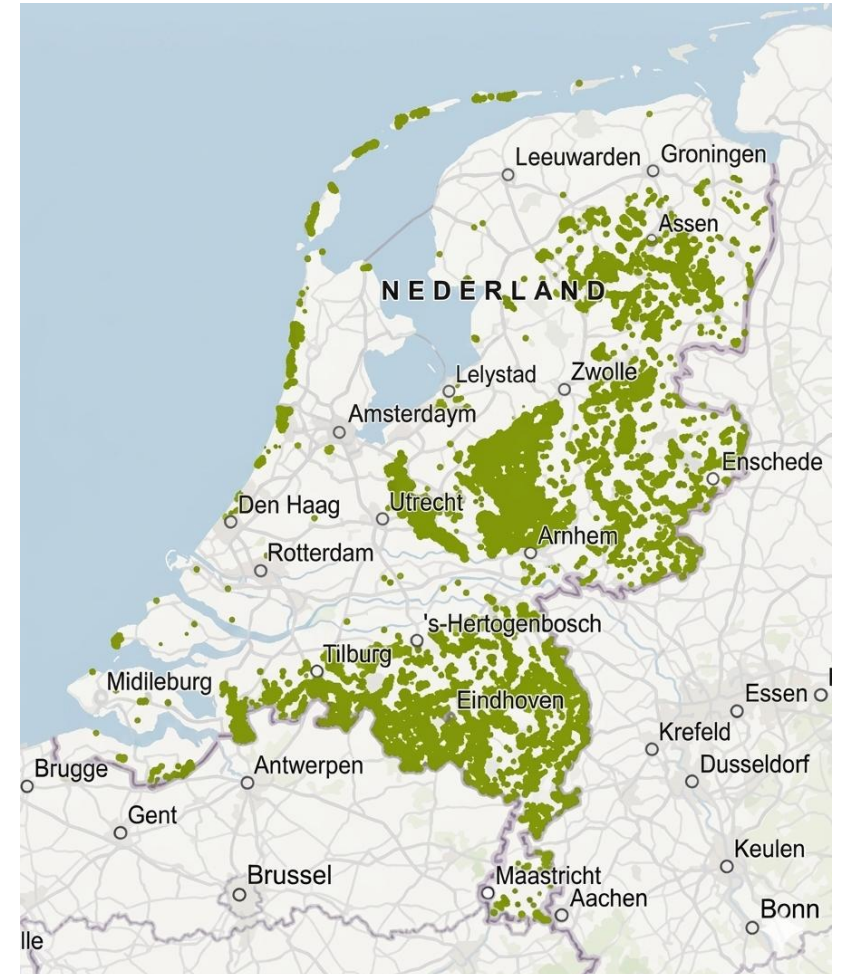 Leeuwarden
Groningen
Assen
NEDERLAND
Lelystad
Zwolle
Amsterdaym
Enschede
Den Haag
Utrecht
Arnhem
Rotterdam
's-Hertogenbosch
Tilburg
Midileburg
Eindhoven
Essen
Krefeld
Brugge
Antwerpen
Dusseldorf
Gent
Keulen
Brussel
Maastricht
Aachen
Bonn
lle